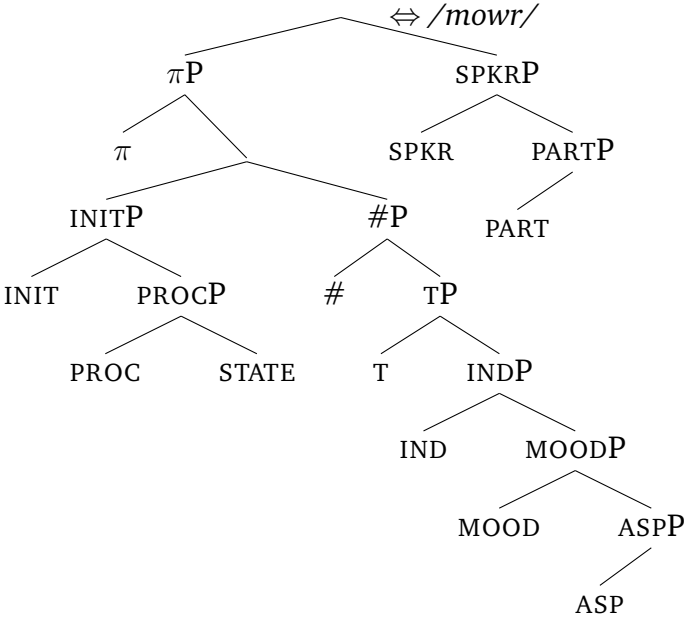 ⇔ /mowr/
πP SPKRP
π SPKR PARTP
INITP #P PART
INIT PROCP # TP
PROC STATE T INDP
IND MOODP
MOOD ASPP
ASP